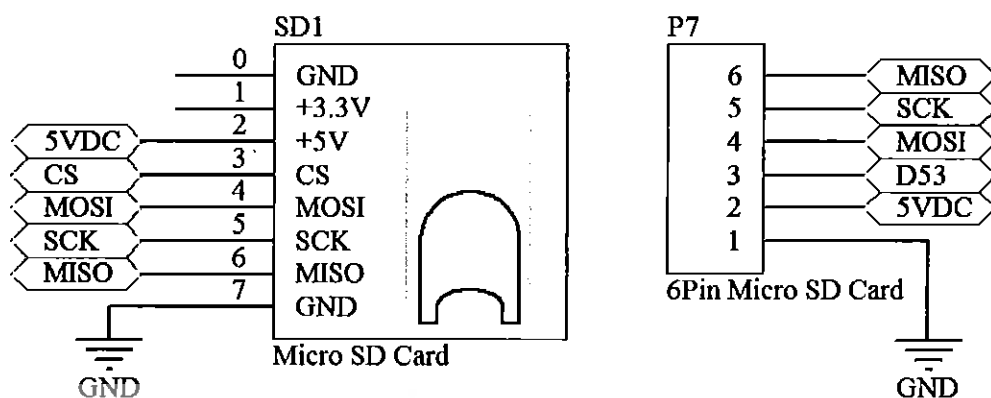 SD1
0 GND
1 +3.3V
5VDC 2 +5V
CS 3 CS
MOSI 4 MOSI
SCK 5 SCK
MISO 6 MISO
7 GND
Micro SD Card
GND
P7
6 MISO
5 SCK
4 MOSI
3 D53
2 5VDC
1
6Pin Micro SD Card
GND